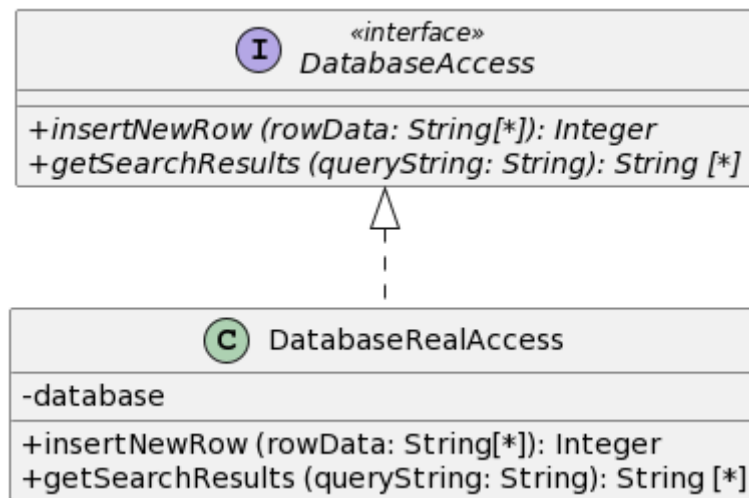 I
«interface»
DatabaseAccess
+insertNewRow (rowData: String[*]): Integer
+getSearchResults (queryString: String): String [*]
C
DatabaseRealAccess
-database
+insertNewRow (rowData: String[*]): Integer
+getSearchResults (queryString: String): String [*]